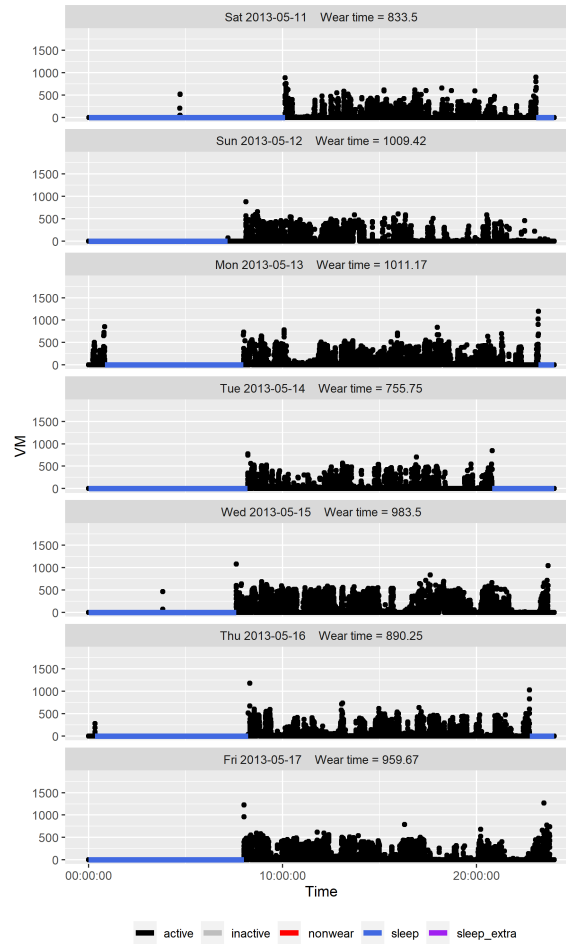 Sat 2013-05-11 Wear time = 833.5
1500
1000
500
0
Sun 2013-05-12 Wear time = 1009.42
1500
1000
500
0
Mon 2013-05-13 Wear time = 1011.17
1500
1000
500
0
Tue 2013-05-14 Wear time = 755.75
1500
1000
500
0
VM
Wed 2013-05-15 Wear time = 983.5
1500
1000
500
0
Thu 2013-05-16 Wear time = 890.25
1500
1000
500
0
Fri 2013-05-17 Wear time = 959.67
1500
1000
500
0
00:00:00 10:00:00 20:00:00
Time
active inactive nonwear sleep sleep_extra